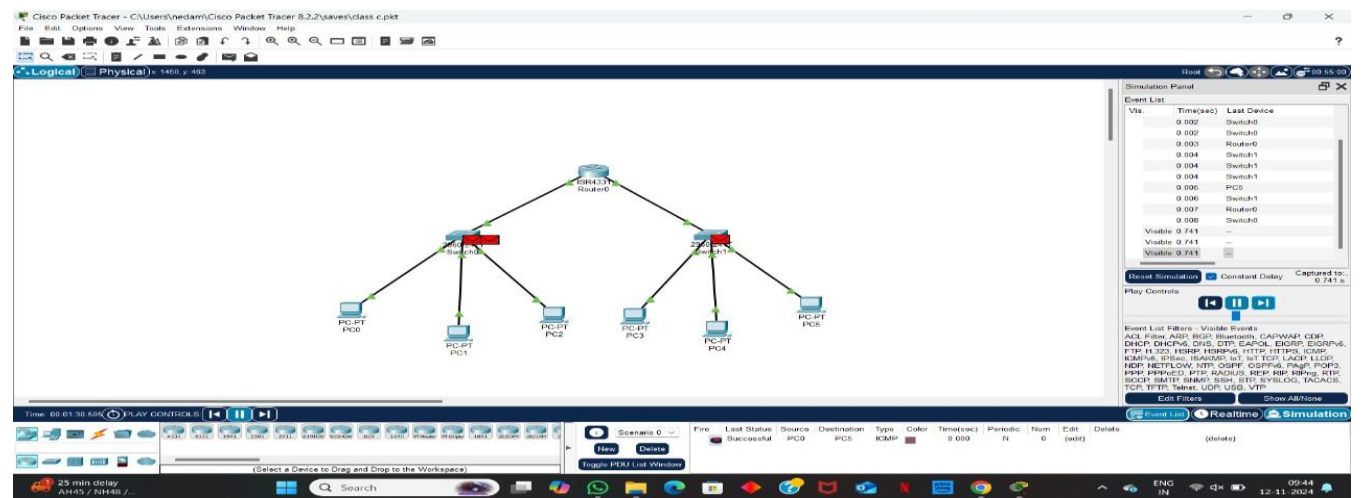 Cisco Packet Tracer - C:\Users\nedam\Cisco Packet Tracer 8.2.2\saves\class c.pkt
File Edit Options View Tools Extensions Window Help
?
Logical Physical x: 1460, y: 463
Root 00:55:00
Simulation Panel
Event List
Vis. Time(sec) Last Device
0.002 Switch0
0.002 Switch0
0.003 Router0
0.004 Switch1
0.004 Switch1
0.004 Switch1
0.005 PC5
0.006 Switch1
0.007 Router0
0.008 Switch0
Visible 0.741 --
Visible 0.741 --
Visible 0.741 --
Reset Simulation Constant Delay Captured to:
0.741 s
Play Controls
Event List Filters - Visible Events
ACL Filter, ARP, BGP, Bluetooth, CAPWAP, CDP,
DHCP, DHCPv6, DNS, DTP, EAPOL, EIGRP, EIGRPv6,
FTP, H.323, HSRP, HSRPv6, HTTP, HTTPS, ICMP,
ICMPv6, IPSec, ISAKMP, IoT, IoT TCP, LACP, LLDP,
NDP, NETFLOW, NTP, OSPF, OSPFv6, PAgP, POP3,
PPP, PPPoED, PTP, RADIUS, REP, RIP, RIPng, RTP,
SCCP, SMTP, SNMP, SSH, STP, SYSLOG, TACACS,
TCP, TFTP, Telnet, UDP, USB, VTP
Edit Filters Show All/None
ISR4331
Router0
Switch0
Switch1
PC-PT
PC0
PC-PT
PC1
PC-PT
PC2
PC-PT
PC3
PC-PT
PC4
PC-PT
PC5
Time: 00:01:30.605 PLAY CONTROLS:
Event List Realtime Simulation
4331 4321 1941 2901 2911 819HGW 829 1240 1841
(Select a Device to Drag and Drop to the Workspace)
Scenario 0
New Delete
Toggle PDU List Window
Fire Last Status Source Destination Type Color Time(sec) Periodic Num Edit Delete
Successful PC0 PC5 ICMP 0.000 N 0 (edit) (delete)
25 min delay
AH45 / NH48 /...
Search
ENG
IN
09:44
12-11-2024